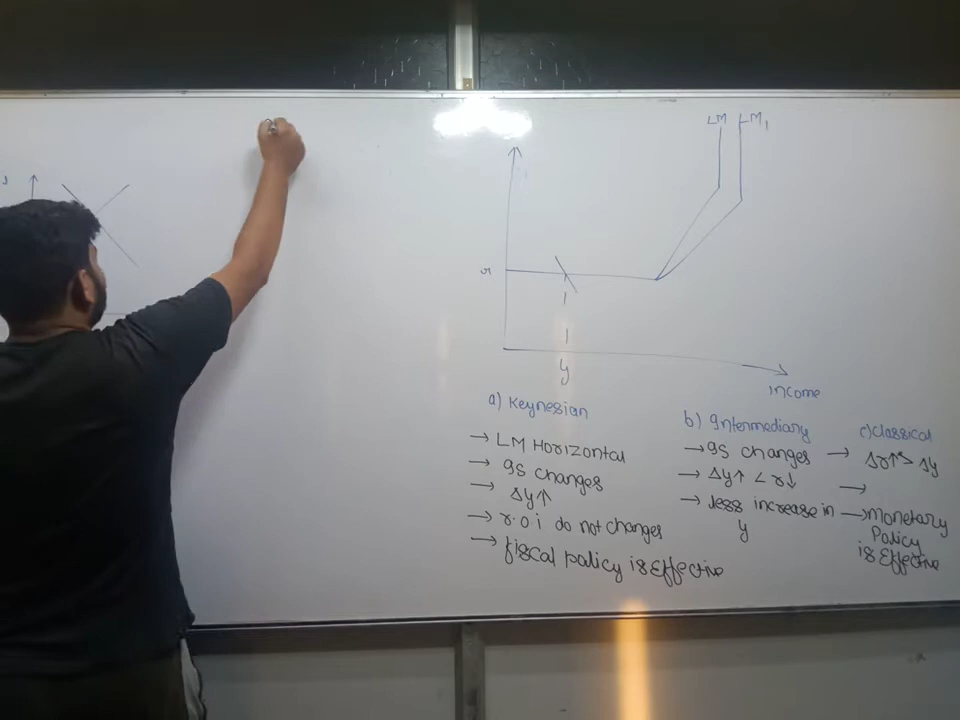 LM LM1
r
y
income
a) Keynesian
→ LM Horizontal
→ IS changes
→ Δy↑
→ r.o.i do not changes
→ fiscal policy is Effective
b) Intermediary
→ IS changes
→ Δy↑ < r↓
→ less increase in
y
c) Classical
→ Δr↑> Δy
→
→ Monetary
Policy
is Effective